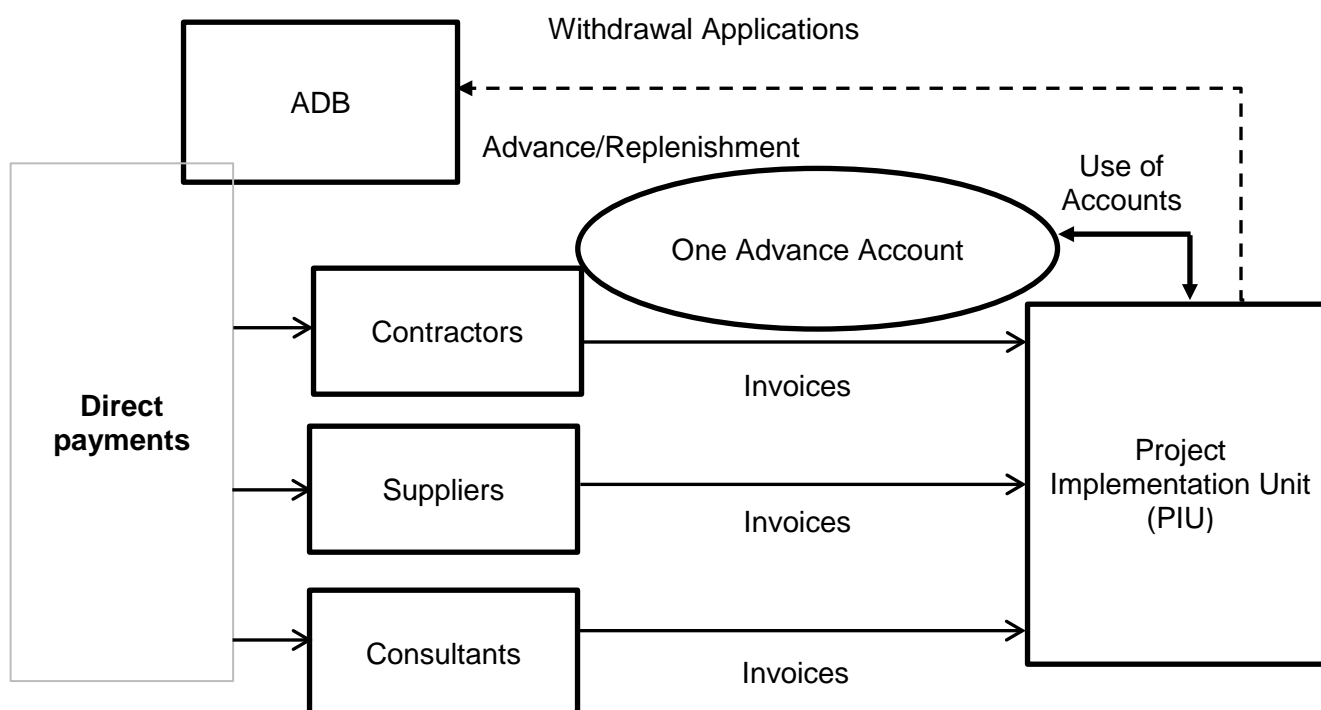 Withdrawal Applications
ADB
Advance/Replenishment
Use of
Accounts
One Advance Account
Contractors
Invoices
Direct
payments
Project
Implementation Unit
(PIU)
Suppliers
Invoices
Consultants
Invoices